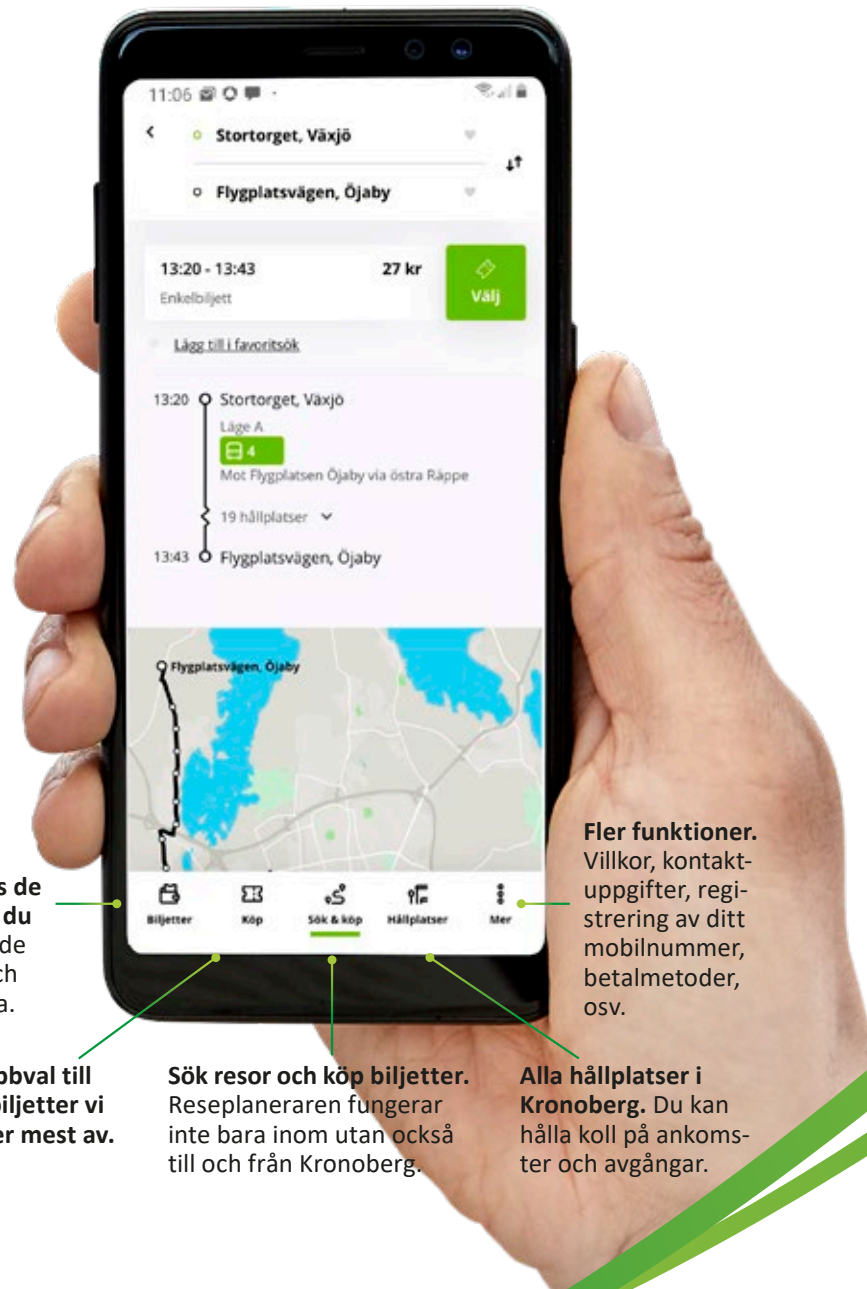 11:06
Stortorget, Växjö
Flygplatsvägen, Öjaby
13:20 - 13:43 27 kr
Enkelbiljett
Välj
Lägg till i favoritsök
13:20 Stortorget, Växjö
Läge A
4
Mot Flygplatsen Öjaby via östra Räppe
19 hållplatser
13:43 Flygplatsvägen, Öjaby
Flygplatsvägen, Öjaby
Biljetter Köp Sök & köp Hållplatser Mer
s de
du
de
ch
a.
bbval till
biljetter vi
er mest av.
Sök resor och köp biljetter.
Reseplaneraren fungerar
inte bara inom utan också
till och från Kronoberg.
Alla hållplatser i
Kronoberg. Du kan
hålla koll på ankoms-
ter och avgångar.
Fler funktioner.
Villkor, kontakt-
uppgifter, regi-
strering av ditt
mobilnummer,
betalmetoder,
osv.